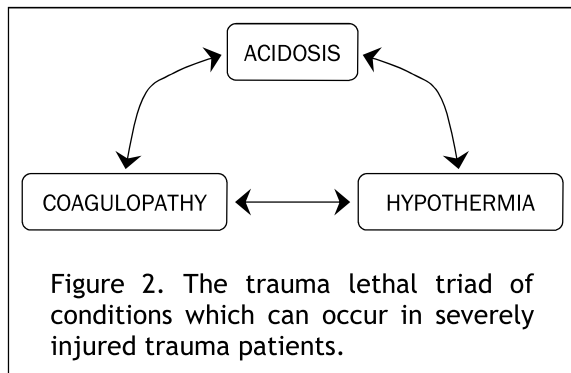 ACIDOSIS
COAGULOPATHY
HYPOTHERMIA
Figure 2. The trauma lethal triad of
conditions which can occur in severely
injured trauma patients.